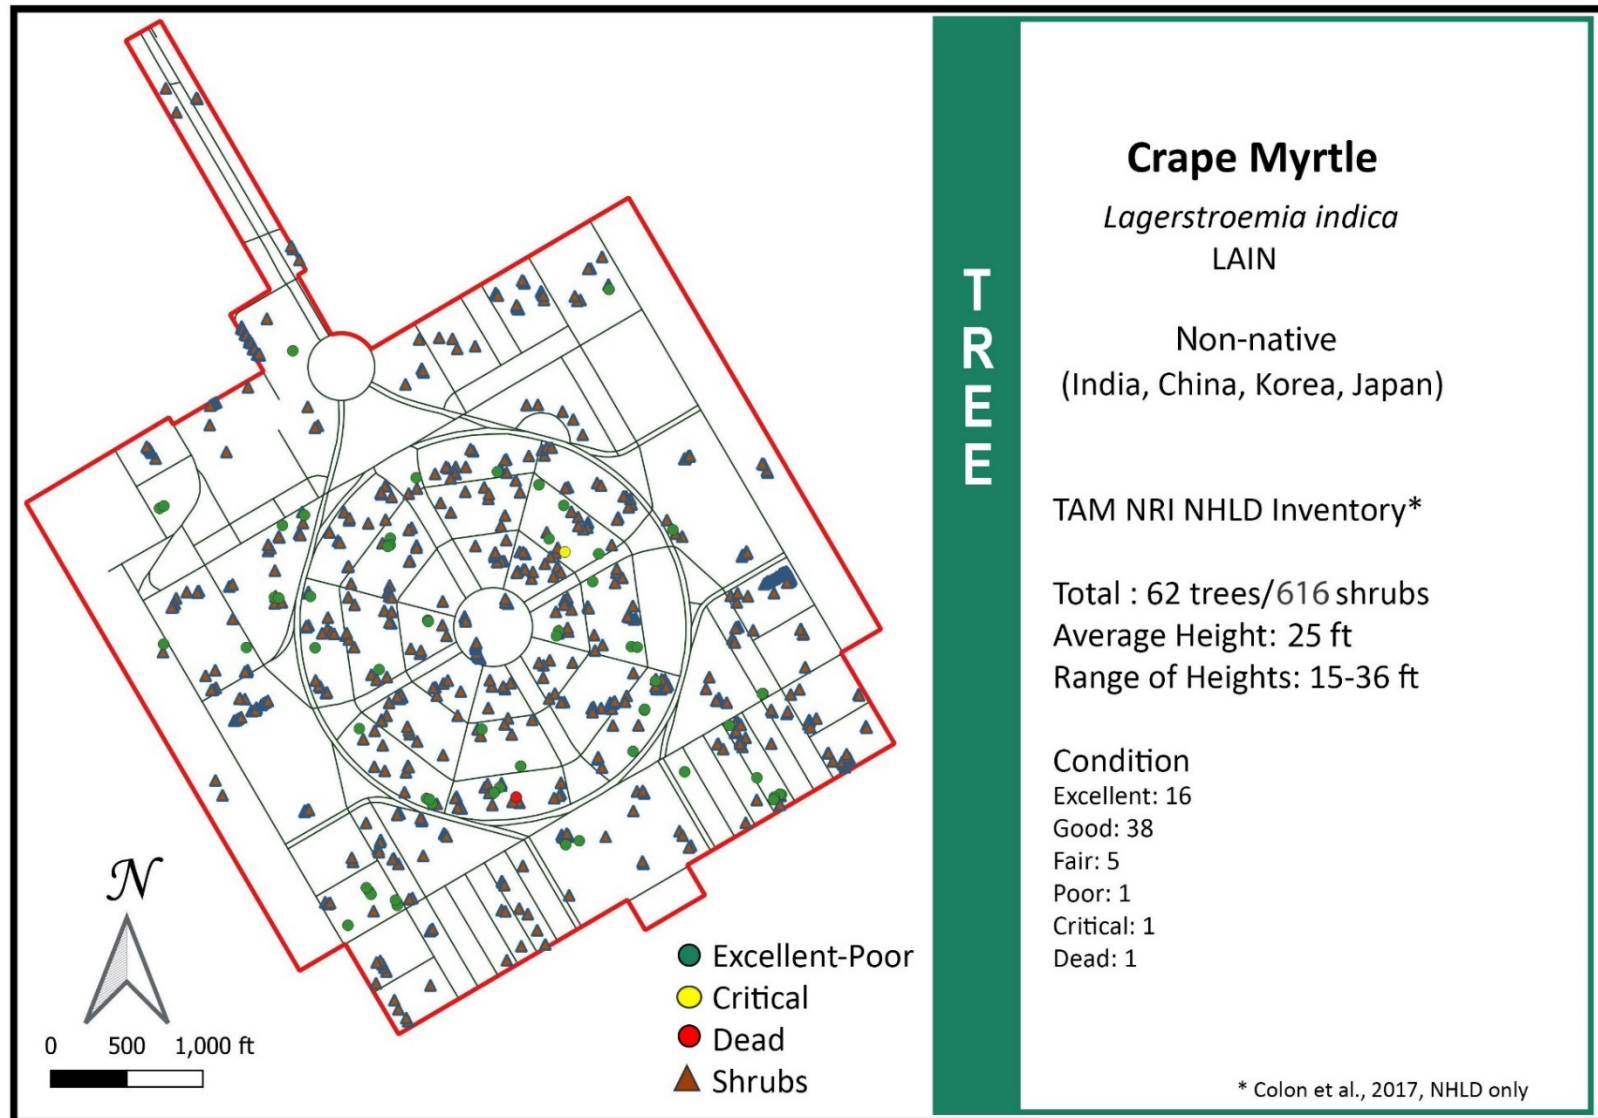 N
0 500 1,000 ft
Excellent-Poor
Critical
Dead
Shrubs
TREE
Crape Myrtle
Lagerstroemia indica
LAIN
Non-native
(India, China, Korea, Japan)
TAM NRI NHLD Inventory*
Total : 62 trees/616 shrubs
Average Height: 25 ft
Range of Heights: 15-36 ft
Condition
Excellent: 16
Good: 38
Fair: 5
Poor: 1
Critical: 1
Dead: 1
* Colon et al., 2017, NHLD only